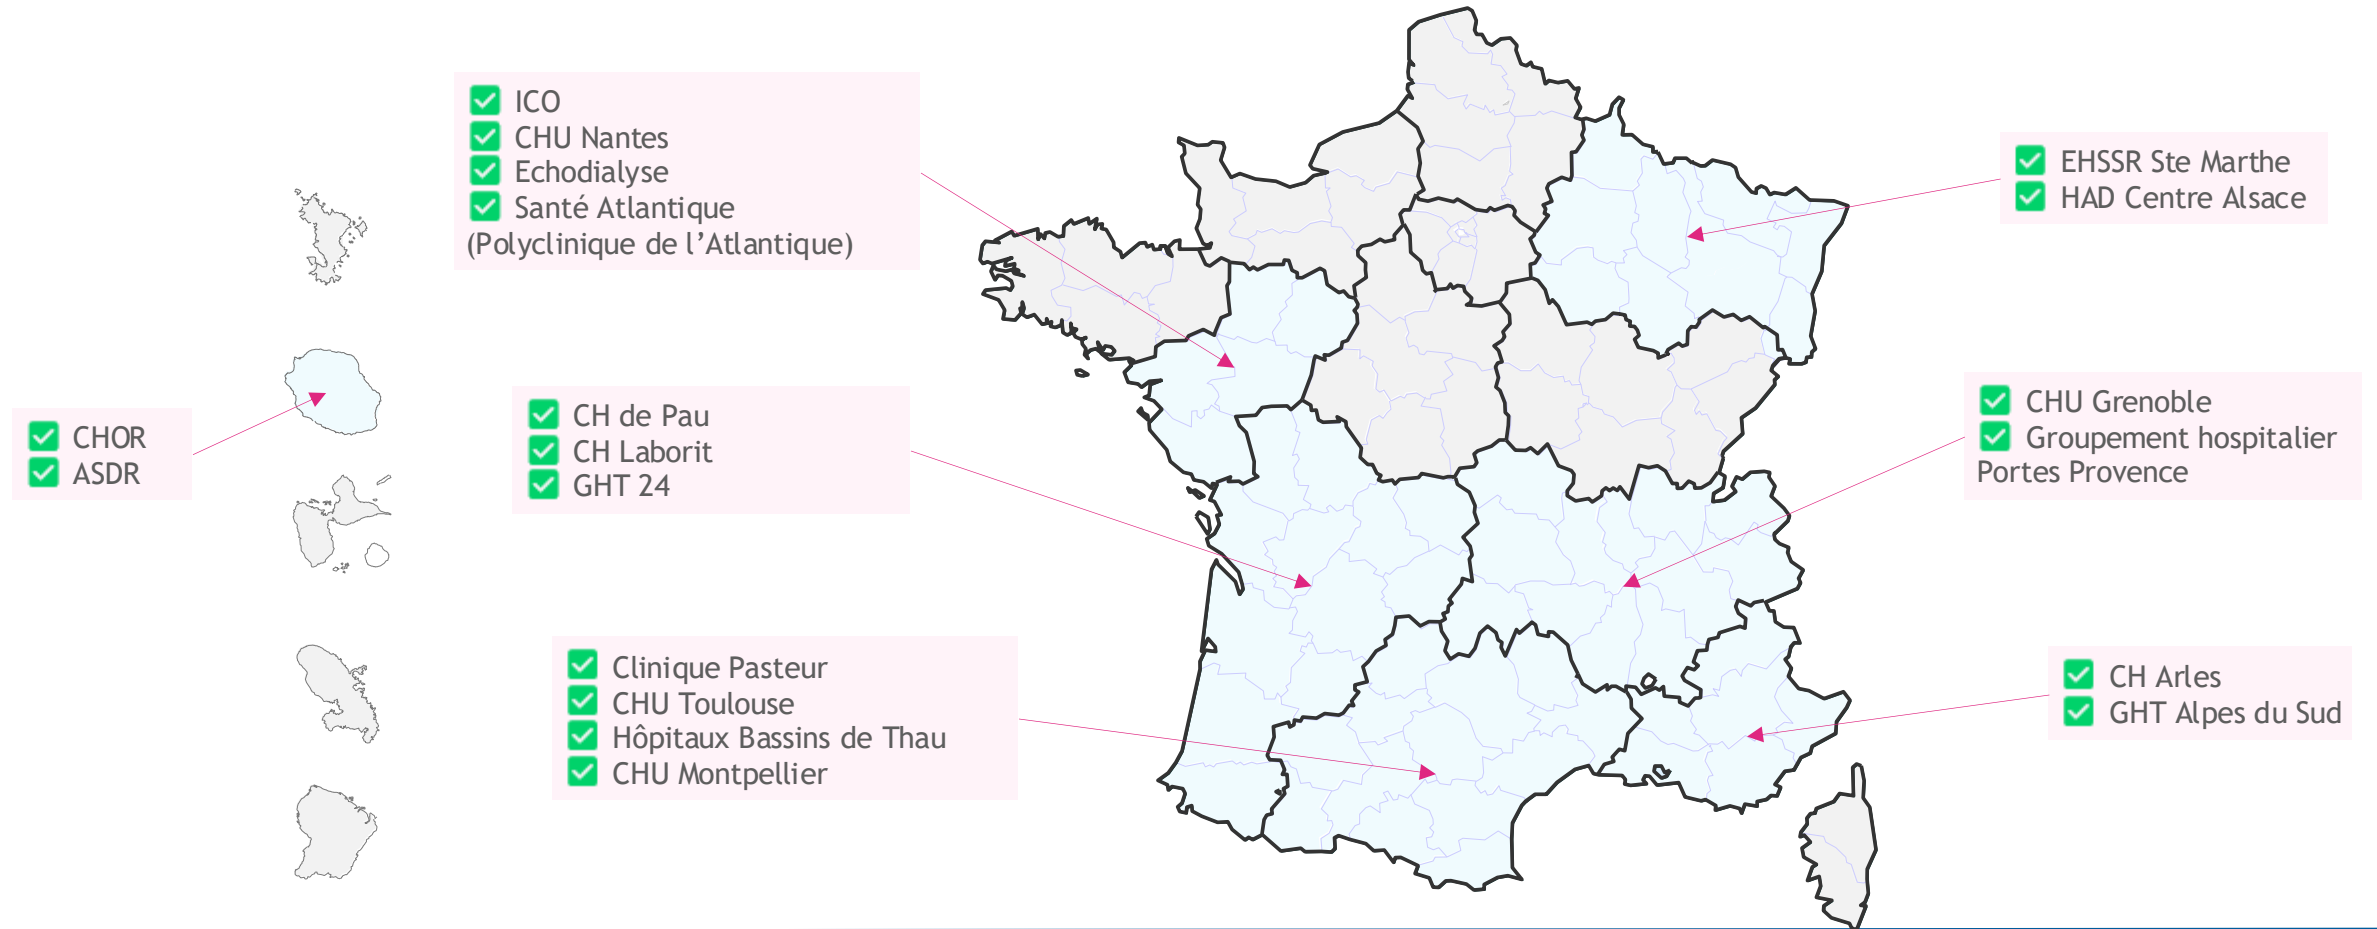 ICO
CHU Nantes
Echodialyse
Santé Atlantique
(Polyclinique de l’Atlantique)
EHSSR Ste Marthe
HAD Centre Alsace
CHOR
ASDR
CH de Pau
CH Laborit
GHT 24
CHU Grenoble
Groupement hospitalier
Portes Provence
Clinique Pasteur
CHU Toulouse
Hôpitaux Bassins de Thau
CHU Montpellier
CH Arles
GHT Alpes du Sud